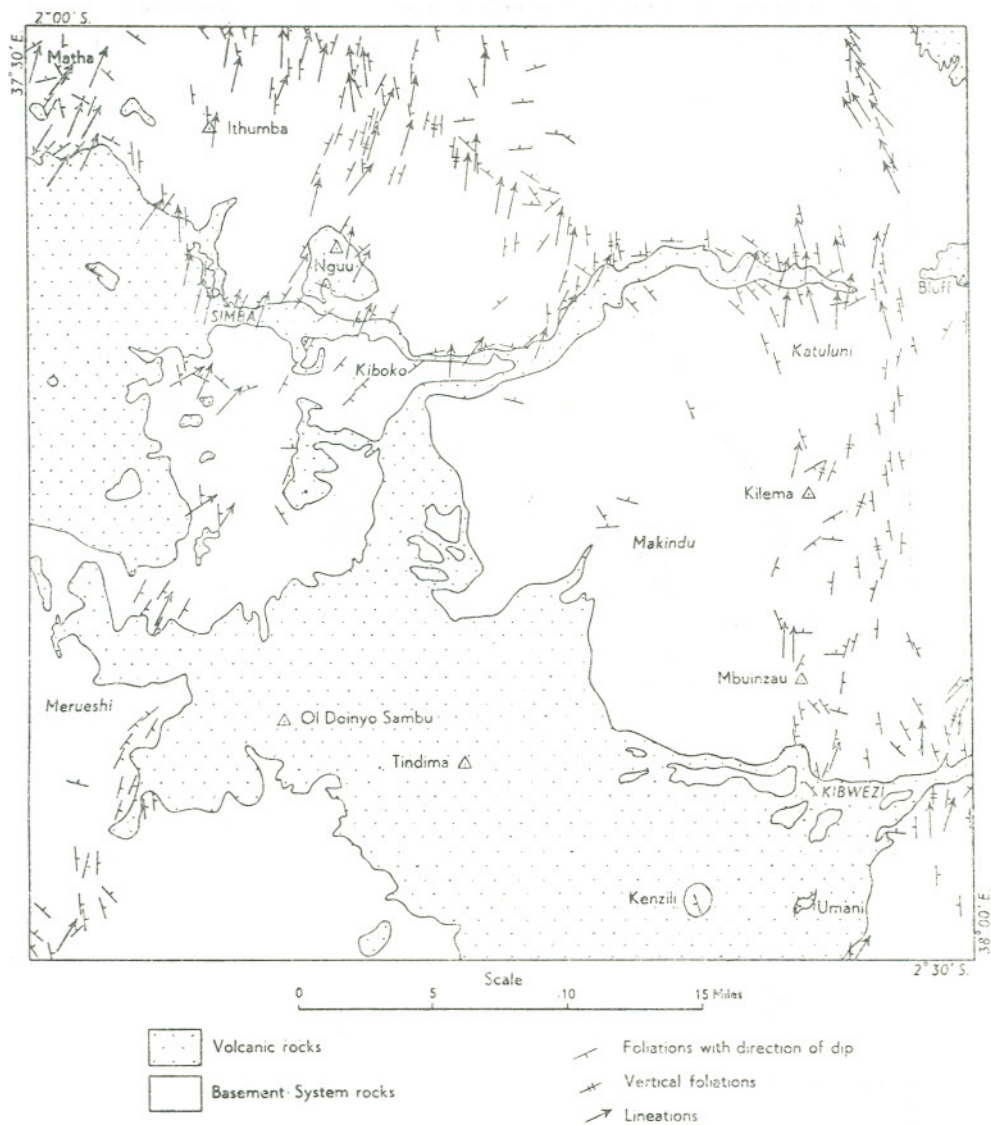 2°00' S.
37°30' E
Matha
Ithumba
Nguu
SIMBA
Bluff
Kiboko
Katuluni
Kilema
Makindu
Mbuinzau
Merueshi
Ol Doinyo Sambu
Tindima
KIBWEZI
Kenzili
Umani
38°00' E
2°30' S.
Scale
0 5 10 15 Miles
Volcanic rocks
Basement System rocks
Foliations with direction of dip
Vertical foliations
Lineations